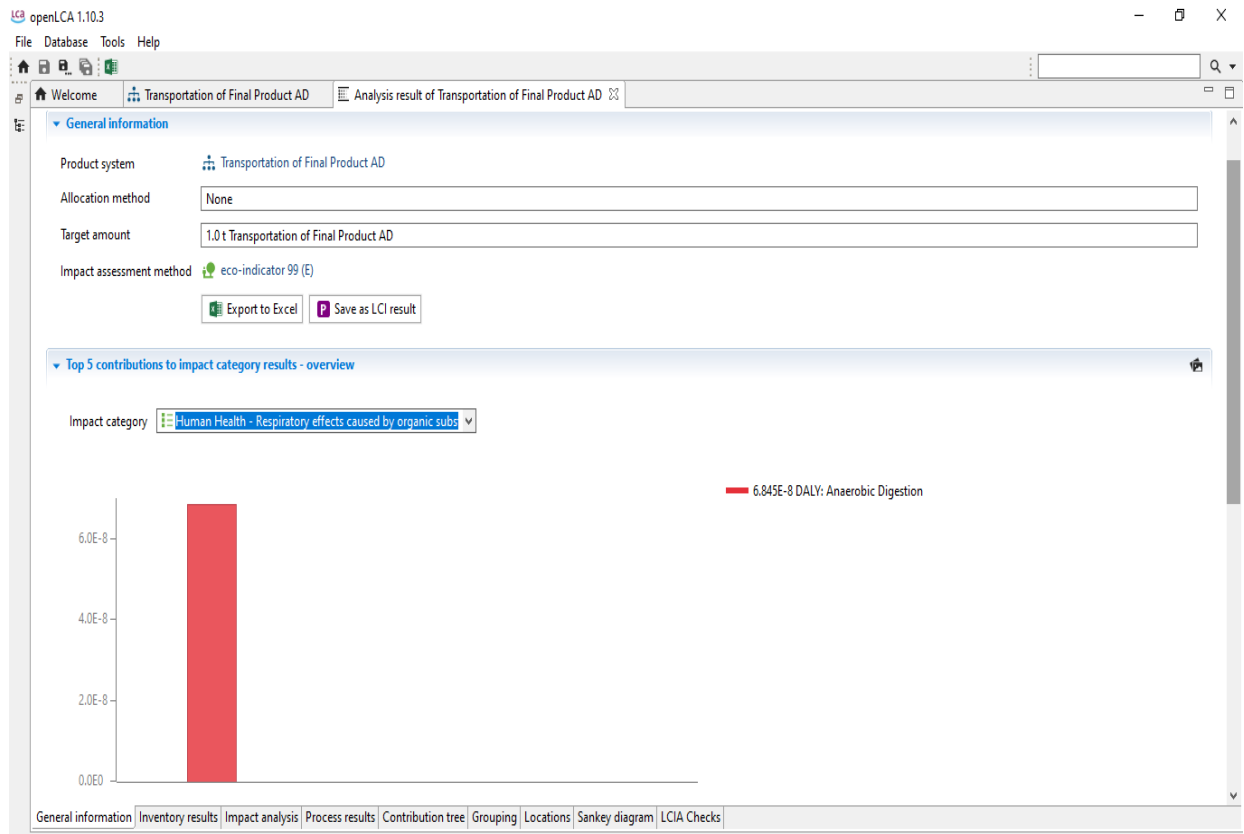 LCA openLCA 1.10.3
File Database Tools Help
Welcome Transportation of Final Product AD Analysis result of Transportation of Final Product AD
General information
Product system Transportation of Final Product AD
Allocation method None
Target amount 1.0 t Transportation of Final Product AD
Impact assessment method eco-indicator 99 (E)
Export to Excel P Save as LCI result
Top 5 contributions to impact category results - overview
Impact category Human Health - Respiratory effects caused by organic subs
6.845E-8 DALY: Anaerobic Digestion
6.0E-8
4.0E-8
2.0E-8
0.0E0
General information Inventory results Impact analysis Process results Contribution tree Grouping Locations Sankey diagram LCIA Checks